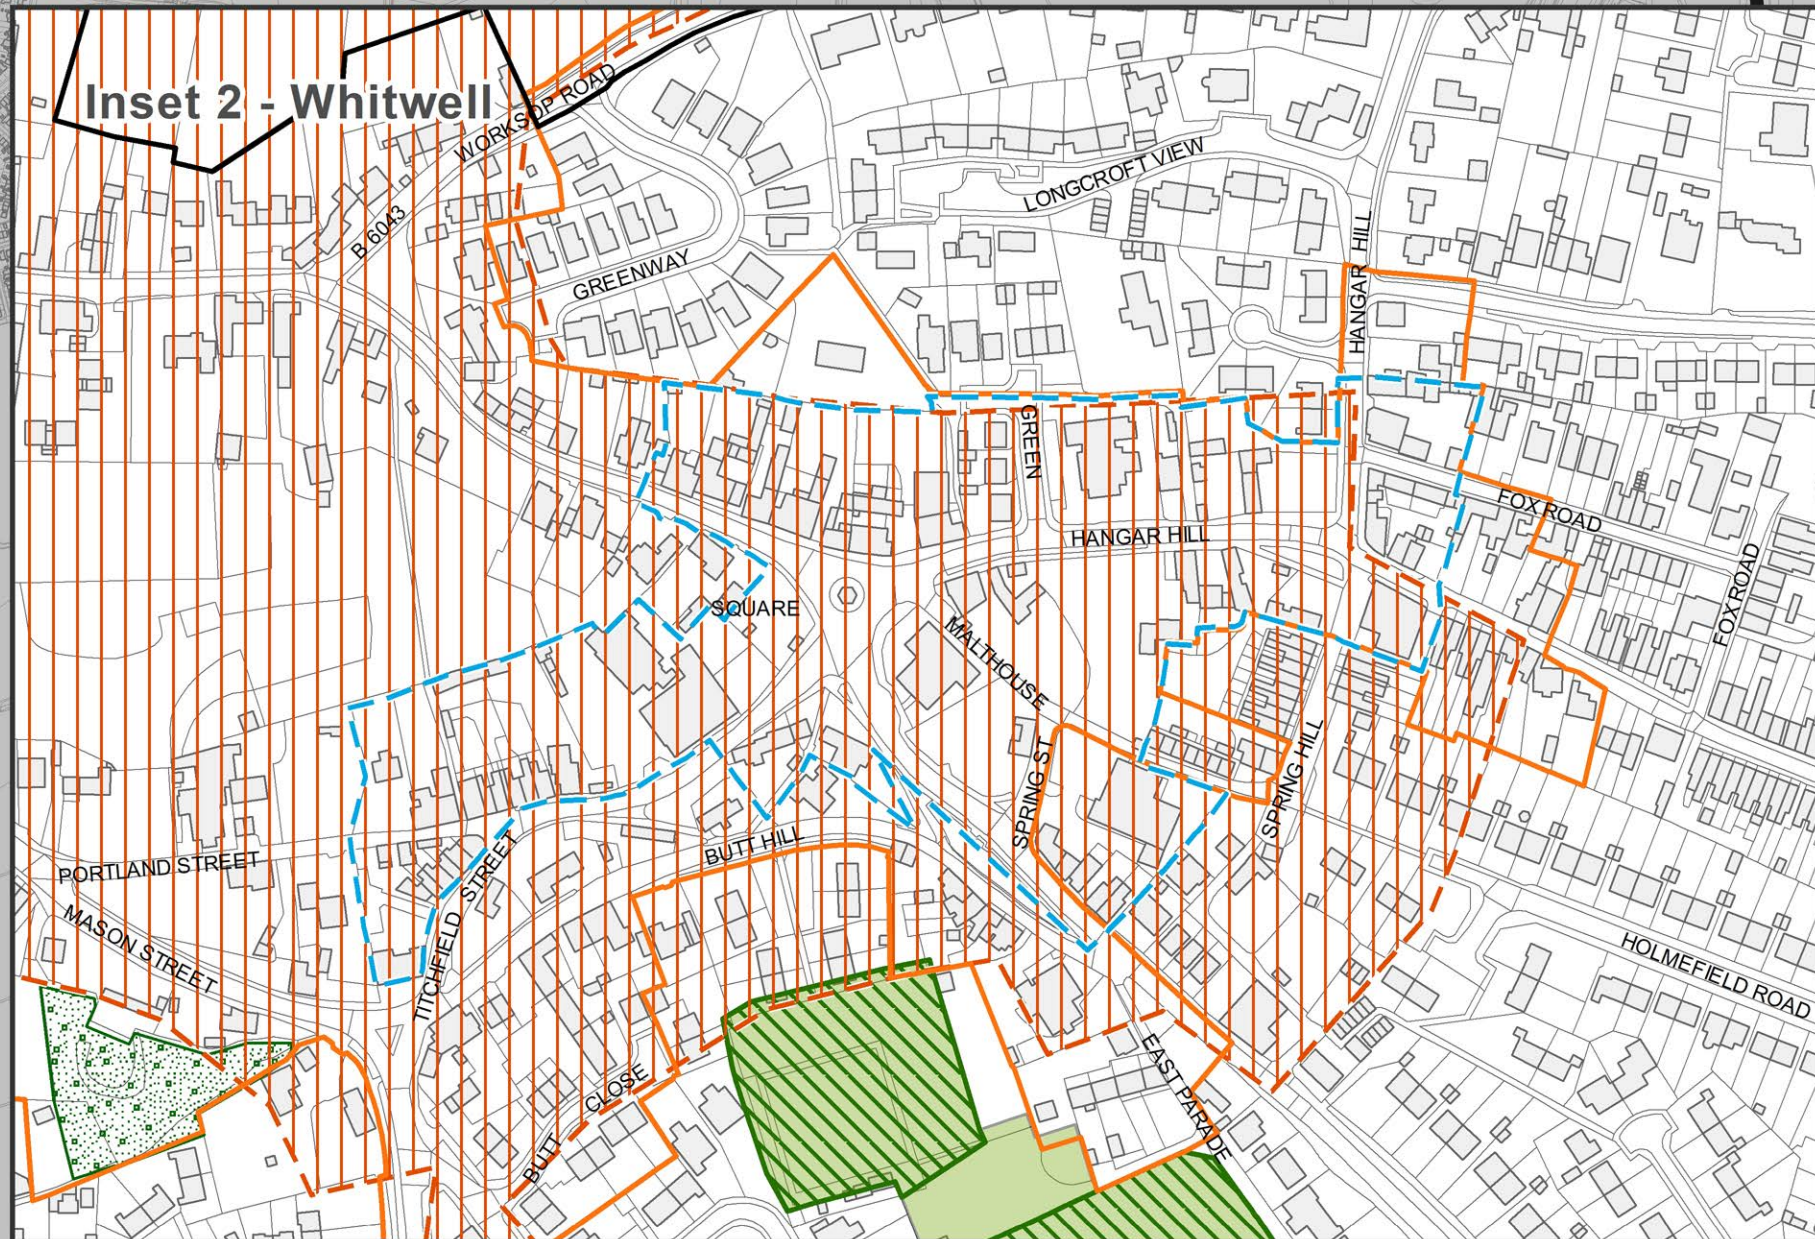 Inset 2 - Whitwell
WORKSOP ROAD
B 6043
LONGCROFT VIEW
GREENWAY
HANGAR HILL
HANGAR HILL
GREEN
HANGAR HILL
FOX ROAD
FOX ROAD
SQUARE
MALTHOUSE
SPRING ST
SPRING HILL
BUTT HILL
PORTLAND STREET
MASON STREET
TITCHFIELD STREET
HOLMEFIELD ROAD
BUTT CLOSE
EAST PARADE